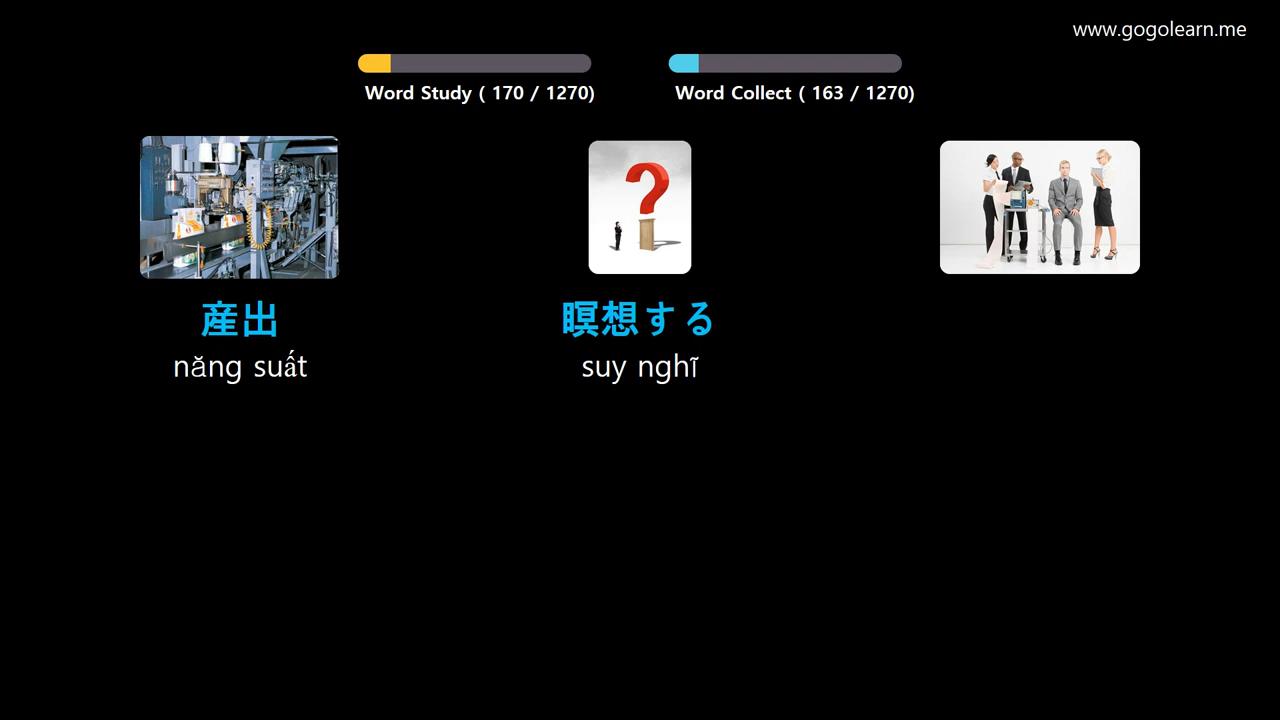 www.gogolearn.me
Word Study ( 170 / 1270)
Word Collect ( 163 / 1270)
産出
năng suất
瞑想する
suy nghĩ